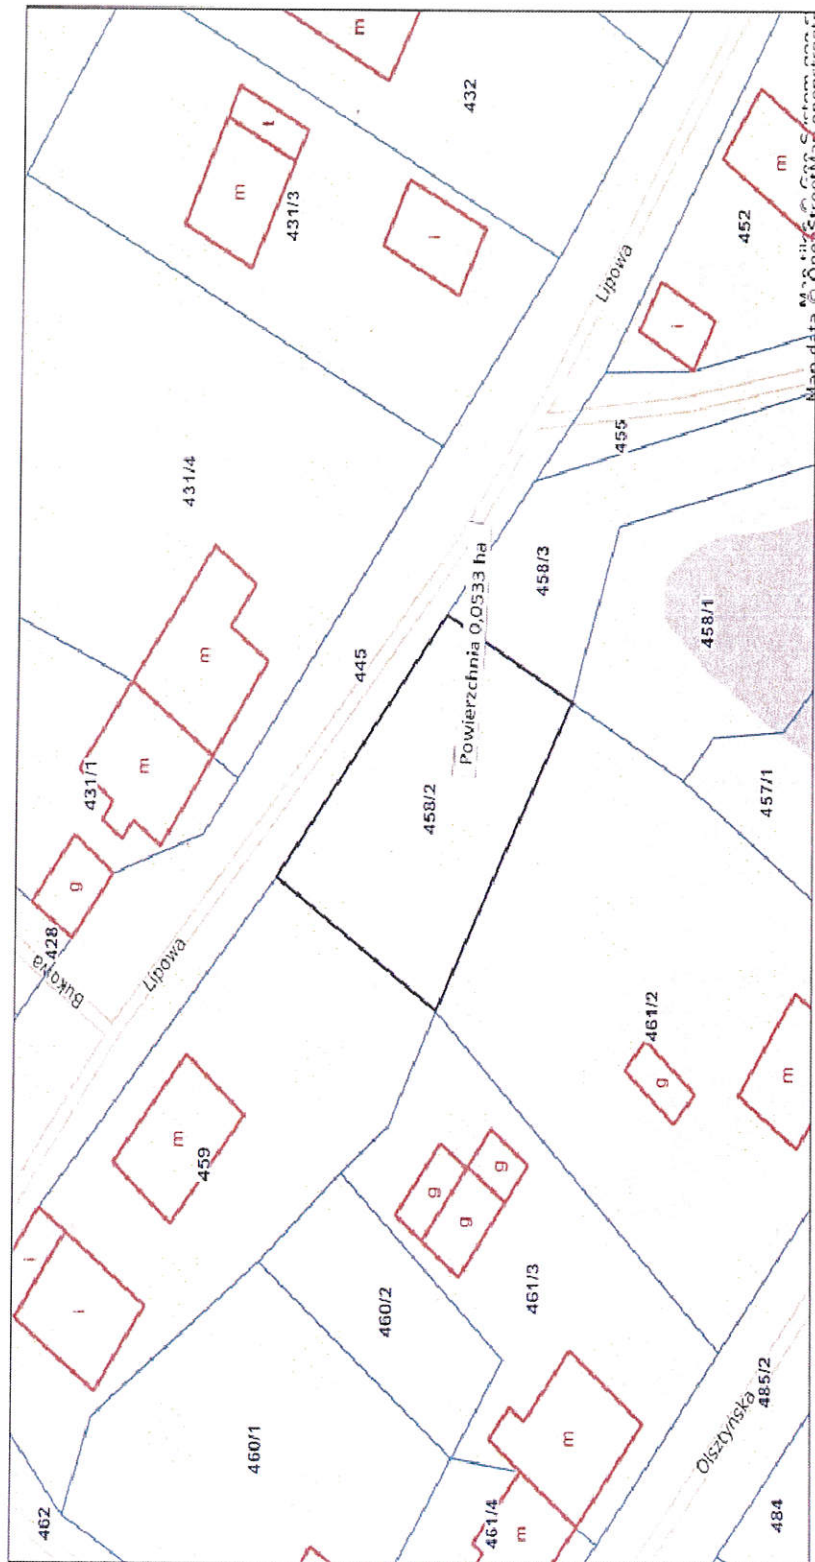 462
460/1
461/4
m
484
485/2
Olsztyńska
m
461/3
460/2
i
i
459
m
g
g
g
461/2
g
m
Lipowa
Bukowa
428
g
431/1
m
m
445
458/2
Powierzchnia 0,0533 ha
457/1
458/1
458/3
455
431/4
431/3
m
t
i
Lipowa
i
452
m
432
m